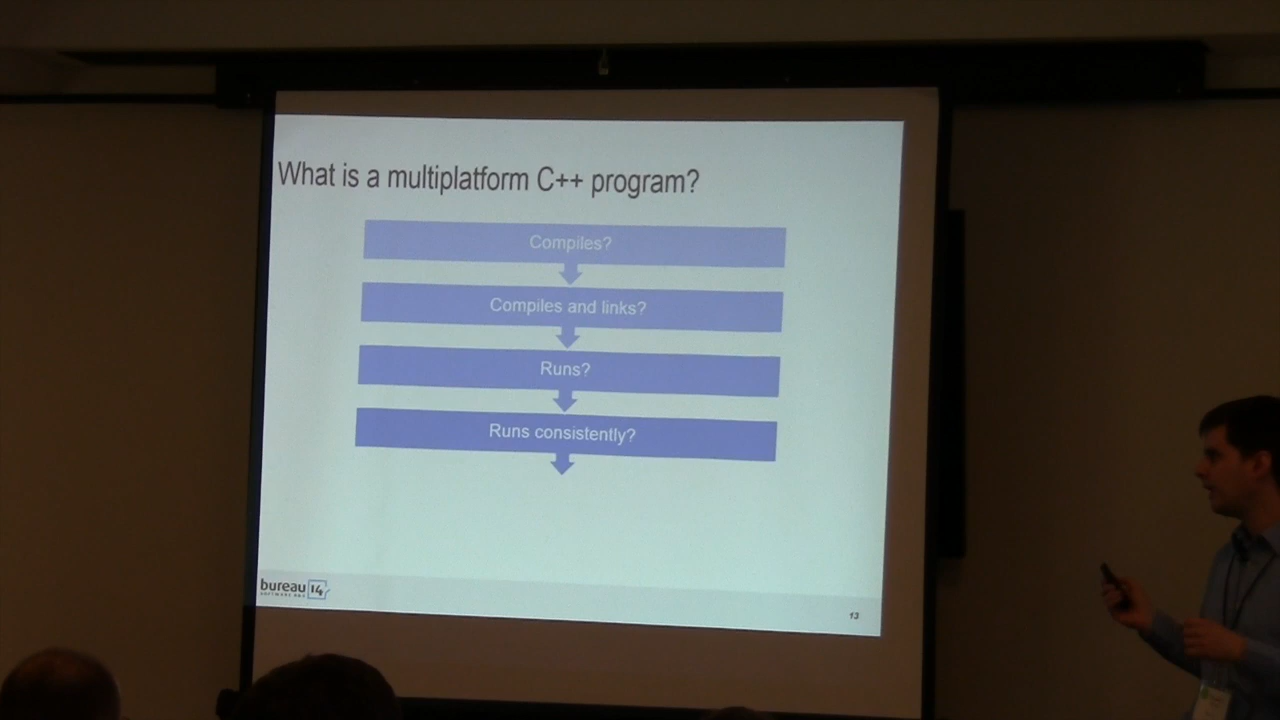 What is a multiplatform C++ program?
Compiles?
Compiles and links?
Runs?
Runs consistently?
bureau 14
13